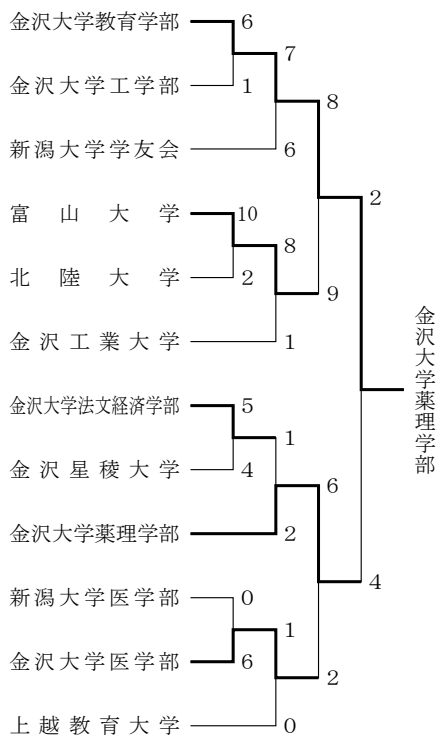 金沢大学教育学部 6
7
金沢大学工学部 1
8
新潟大学学友会 6
2
富山大学 10
8
北陸大学 2
9
金沢工業大学 1
金沢大学薬理学部
金沢大学法文経済学部 5
1
金沢星稜大学 4
6
金沢大学薬理学部 2
4
新潟大学医学部 0
1
金沢大学医学部 6
2
上越教育大学 0